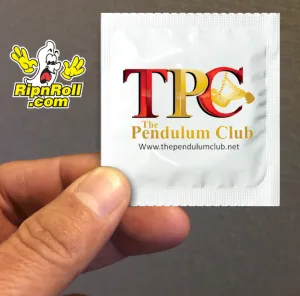 RipnRoll
.com
TPC
The
Pendulum Club
www.thependulumclub.net